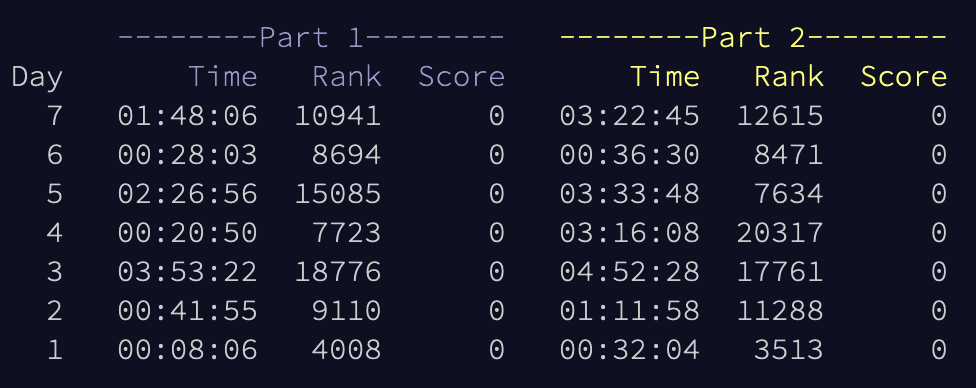 --------Part 1-------- --------Part 2--------
Day Time Rank Score Time Rank Score
7 01:48:06 10941 0 03:22:45 12615 0
6 00:28:03 8694 0 00:36:30 8471 0
5 02:26:56 15085 0 03:33:48 7634 0
4 00:20:50 7723 0 03:16:08 20317 0
3 03:53:22 18776 0 04:52:28 17761 0
2 00:41:55 9110 0 01:11:58 11288 0
1 00:08:06 4008 0 00:32:04 3513 0